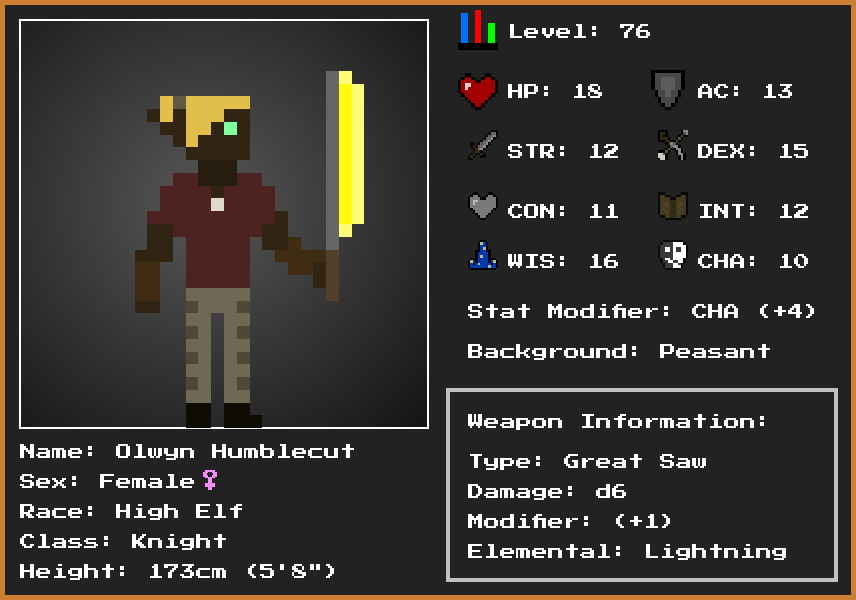 Level: 76
HP: 18 AC: 13
STR: 12 DEX: 15
CON: 11 INT: 12
WIS: 16 CHA: 10
Stat Modifier: CHA (+4)
Background: Peasant
Weapon Information:
Type: Great Saw
Damage: d6
Modifier: (+1)
Elemental: Lightning
Name: Olwyn Humblecut
Sex: Female♀
Race: High Elf
Class: Knight
Height: 173cm (5'8")